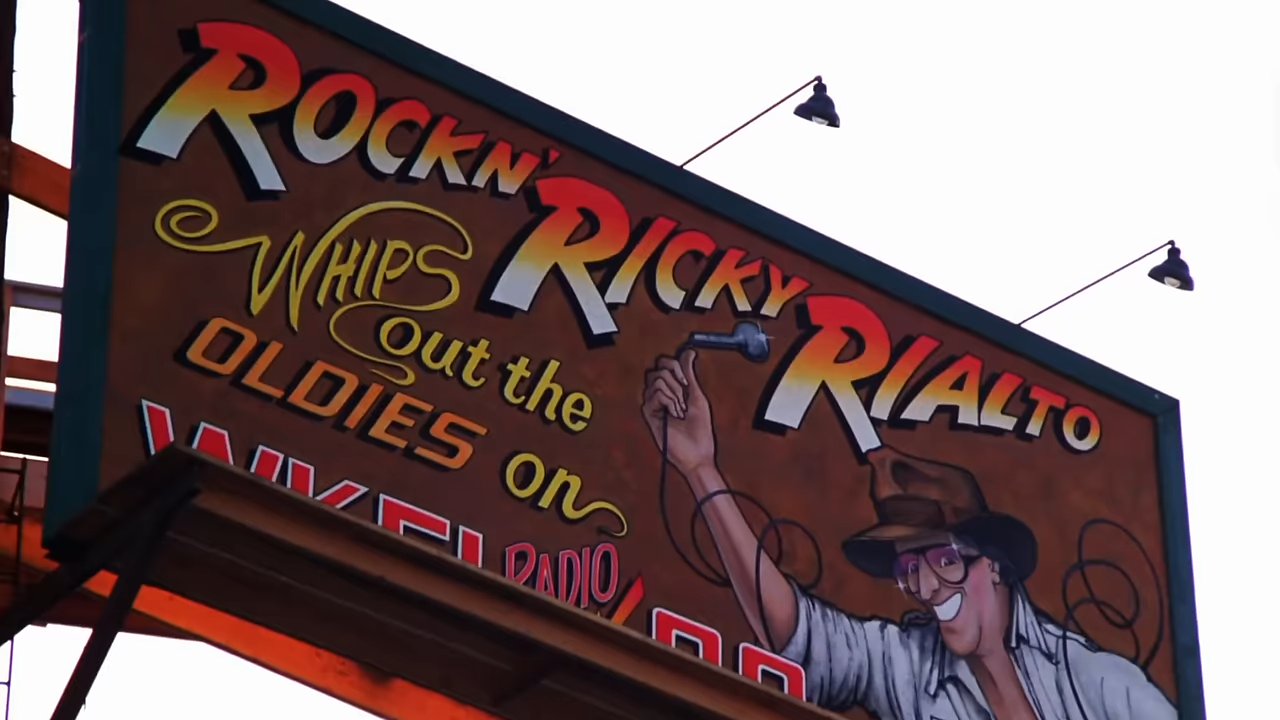 ROCKN' RICKY RIALTO
WHIPS
out the
OLDIES
on
RADIO